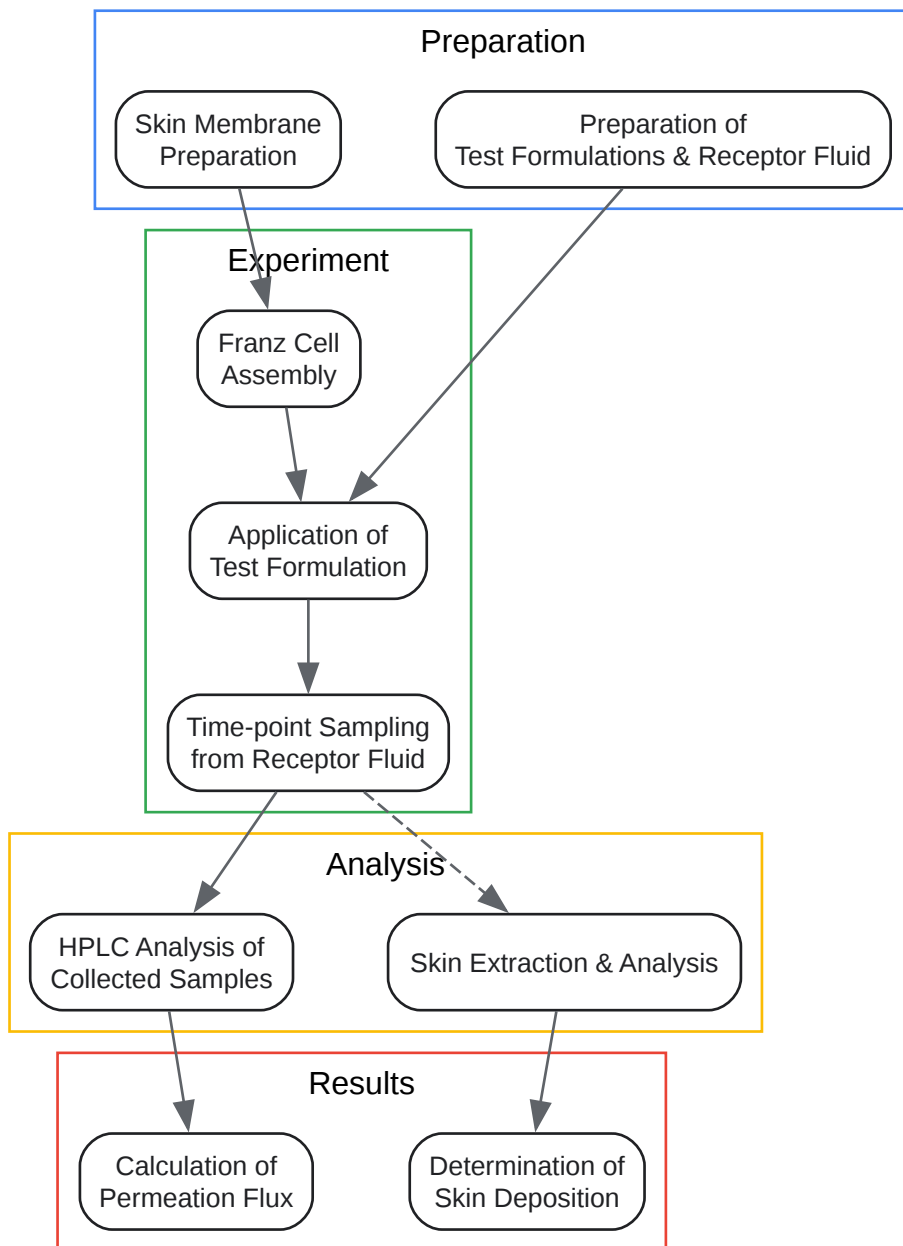 Preparation
Skin Membrane
Preparation
Preparation of
Test Formulations & Receptor Fluid
Experiment
Franz Cell
Assembly
Application of
Test Formulation
Time-point Sampling
from Receptor Fluid
Analysis
HPLC Analysis of
Collected Samples
Skin Extraction & Analysis
Results
Calculation of
Permeation Flux
Determination of
Skin Deposition